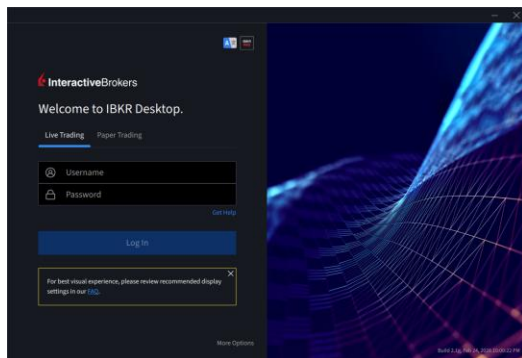 InteractiveBrokers
Welcome to IBKR Desktop.
Live Trading Paper Trading
Username
Password
Get Help
Log In
For best visual experience, please review recommended display
settings in our FAQ.
More Options